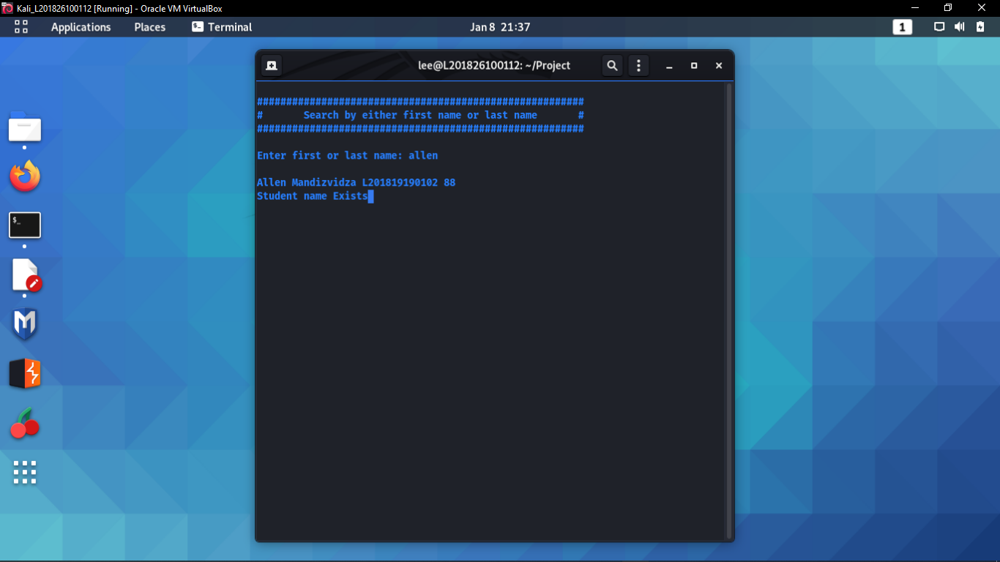 Kali_L201826100112 [Running] - Oracle VM VirtualBox
Applications Places Terminal Jan 8 21:37 1
lee@L201826100112: ~/Project
########################################################
#       Search by either first name or last name       #
########################################################
Enter first or last name: allen
Allen Mandizvidza L201819190102 88
Student name Exists
$_